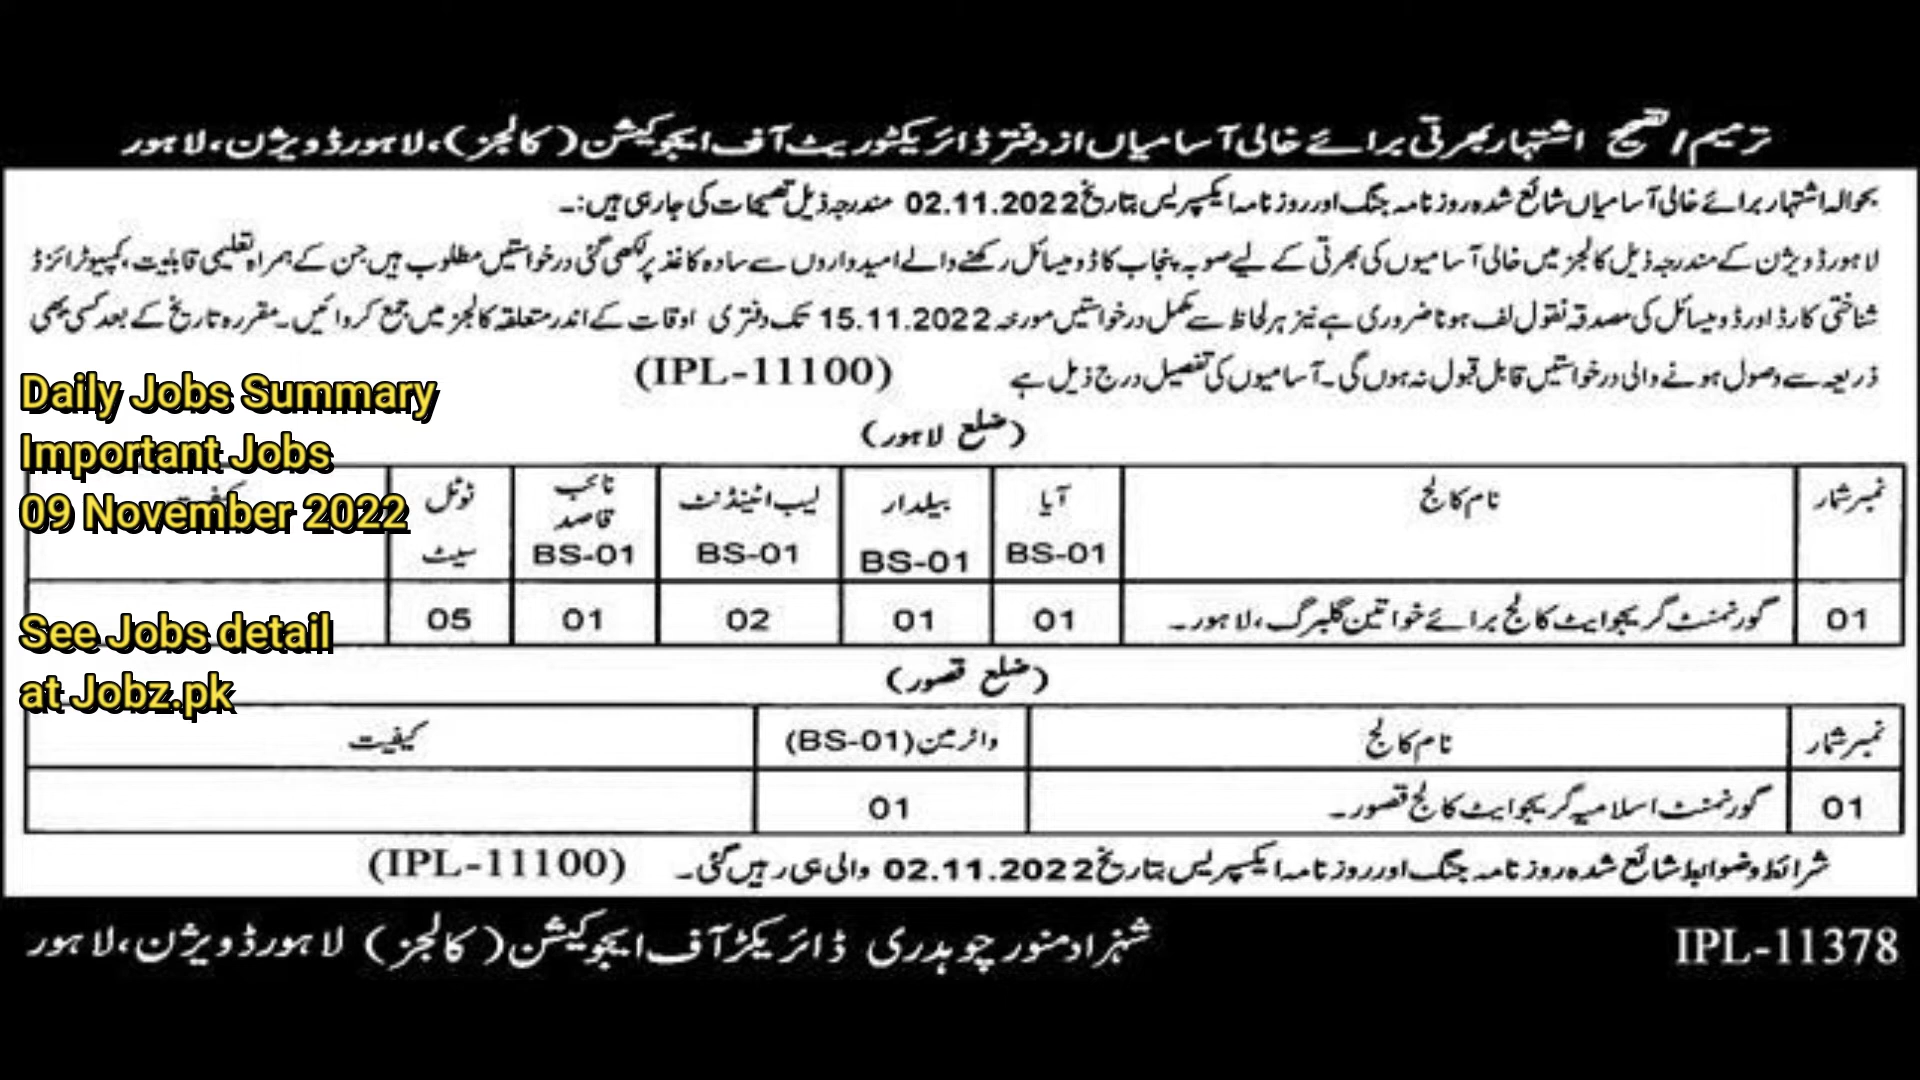 ترمیم / تصحیح اشتہار بھرتی برائے خالی آسامیاں از دفتر ڈائریکٹوریٹ آف ایجوکیشن (کالجز)، لاہور ڈویژن، لاہور
بحوالہ اشتہار برائے خالی آسامیاں شائع شدہ روزنامہ جنگ اور روزنامہ ایکسپریس بتاریخ 02.11.2022 مندرجہ ذیل تصحیحات کی جارہی ہیں:۔
لاہور ڈویژن کے مندرجہ ذیل کالجز میں خالی آسامیوں کی بھرتی کے لیے صوبہ پنجاب کا ڈومیسائل رکھنے والے امیدواروں سے سادہ کاغذ پر لکھی گئی درخواستیں مطلوب ہیں جن کے ہمراہ تعلیمی قابلیت، کمپیوٹرائزڈ
شناختی کارڈ اور ڈومیسائل کی مصدقہ نقول لف ہونا ضروری ہے نیز ہر لحاظ سے مکمل درخواستیں مورخہ 15.11.2022 تک دفتری اوقات کے اندر متعلقہ کالجز میں جمع کروائیں۔ مقررہ تاریخ کے بعد کسی بھی
ذریعہ سے وصول ہونے والی درخواستیں قابل قبول نہ ہوں گی۔ آسامیوں کی تفصیل درج ذیل ہے (IPL-11100)
Daily Jobs Summary
Important Jobs
09 November 2022
See Jobs detail
at Jobz.pk
(ضلع لاہور)
نمبر شمار نام کالج آیا BS-01 بیلدار BS-01 لیب اٹینڈنٹ BS-01 نائب قاصد BS-01 ٹوٹل سیٹ
01 گورنمنٹ گریجوایٹ کالج برائے خواتین گلبرگ، لاہور۔ 01 01 02 01 05
(ضلع قصور)
نمبر شمار نام کالج واٹر مین (BS-01) کیفیت
01 گورنمنٹ اسلامیہ گریجوایٹ کالج قصور۔ 01
شرائط و ضوابط شائع شدہ روزنامہ جنگ اور روزنامہ ایکسپریس بتاریخ 02.11.2022 والی ہی رہیں گئی۔ (IPL-11100)
شہزاد منور چوہدری ڈائریکٹر آف ایجوکیشن (کالجز) لاہور ڈویژن، لاہور
IPL-11378